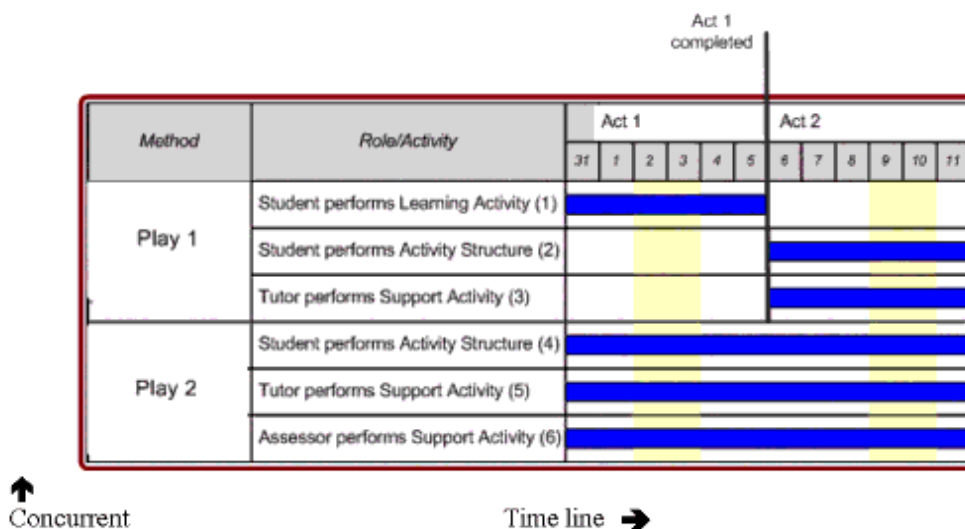 Act 1
completed
Method
Role/Activity
Act 1
Act 2
31 1 2 3 4 5 6 7 8 9 10 11
Play 1
Student performs Learning Activity (1)
Student performs Activity Structure (2)
Tutor performs Support Activity (3)
Play 2
Student performs Activity Structure (4)
Tutor performs Support Activity (5)
Assessor performs Support Activity (6)
Concurrent
Time line